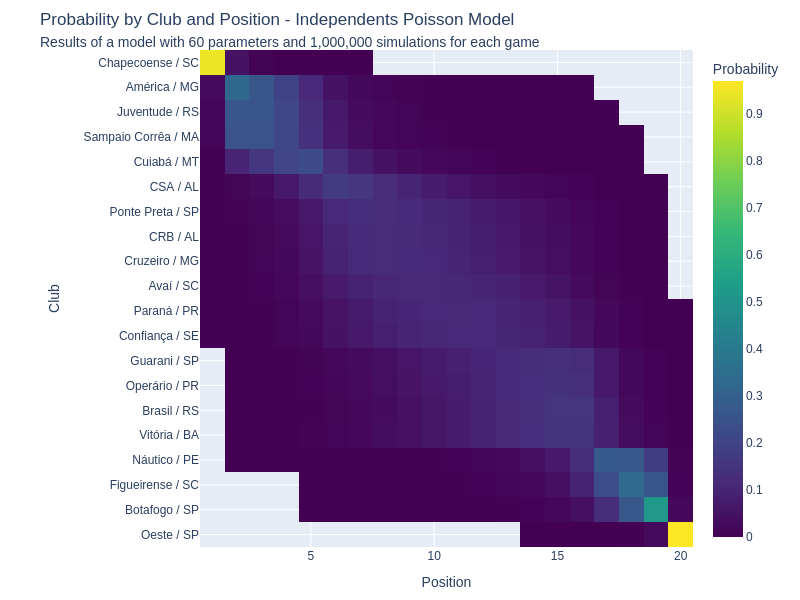 Probability by Club and Position - Independents Poisson Model
Results of a model with 60 parameters and 1,000,000 simulations for each game
Probability
Chapecoense / SC
América / MG
Juventude / RS
Sampaio Corrêa / MA
Cuiabá / MT
CSA / AL
Ponte Preta / SP
CRB / AL
Cruzeiro / MG
Avaí / SC
Paraná / PR
Confiança / SE
Guarani / SP
Operário / PR
Brasil / RS
Vitória / BA
Náutico / PE
Figueirense / SC
Botafogo / SP
Oeste / SP
Club
5
10
15
20
Position
0.9
0.8
0.7
0.6
0.5
0.4
0.3
0.2
0.1
0